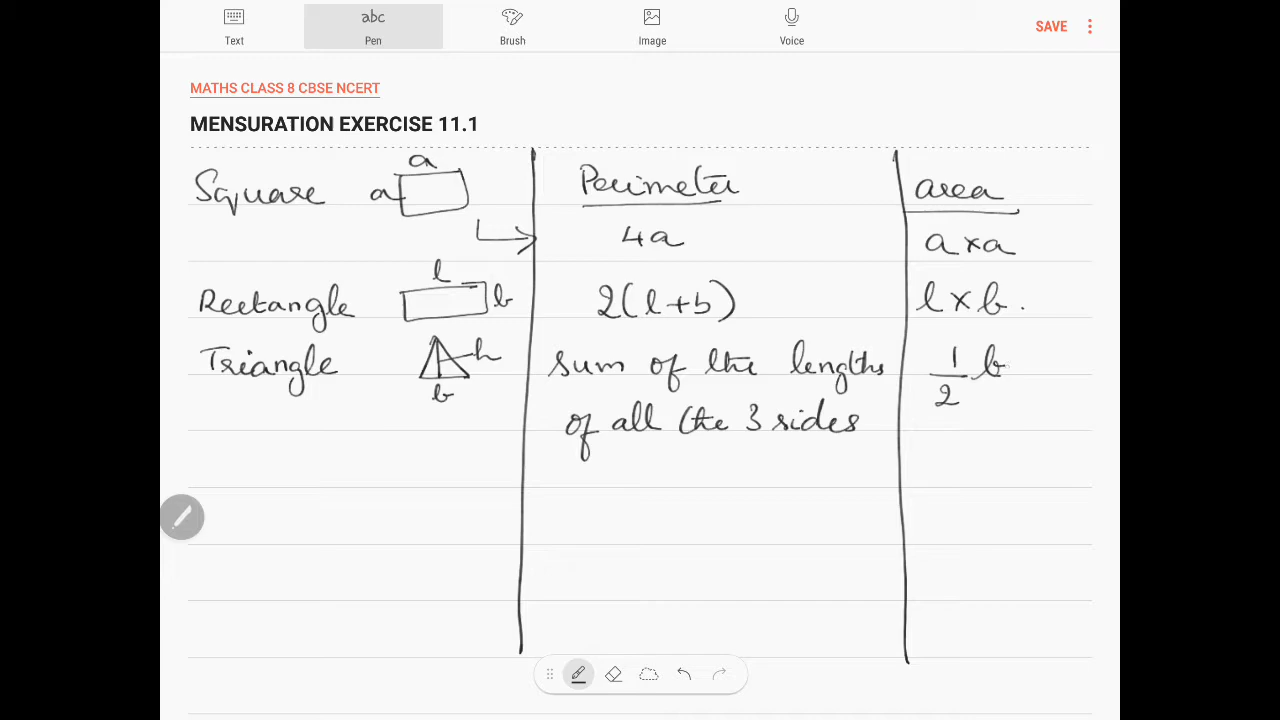 Text
abc
Pen
Brush
Image
Voice
SAVE
MATHS CLASS 8 CBSE NCERT
MENSURATION EXERCISE 11.1
Square a a Perimeter area
4a a×a
Rectangle l b 2(l+b) l×b.
Triangle h b sum of the lengths 1/2 b
of all the 3 sides